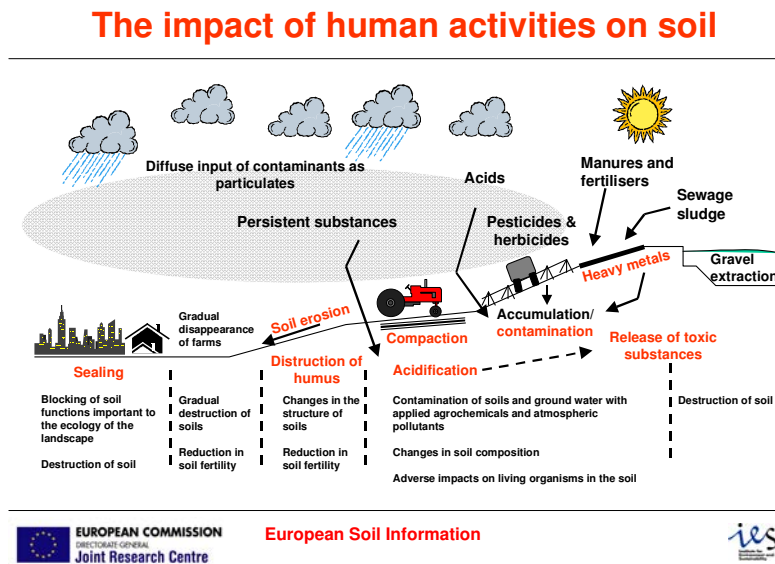 The impact of human activities on soil
Diffuse input of contaminants as
particulates
Acids
Manures and
fertilisers
Sewage
sludge
Persistent substances
Pesticides &
herbicides
Heavy metals
Gravel
extraction
Gradual
disappearance
of farms
Soil erosion
Compaction
Accumulation/
contamination
Release of toxic
substances
Sealing
Distruction of
humus
Acidification
Blocking of soil
functions important to
the ecology of the
landscape
Destruction of soil
Gradual
destruction of
soils
Reduction in
soil fertility
Changes in the
structure of
soils
Reduction in
soil fertility
Contamination of soils and ground water with
applied agrochemicals and atmospheric
pollutants
Changes in soil composition
Adverse impacts on living organisms in the soil
Destruction of soil
EUROPEAN COMMISSION
DIRECTORATE-GENERAL
Joint Research Centre
European Soil Information
ies
Institute for
Environment and
Sustainability